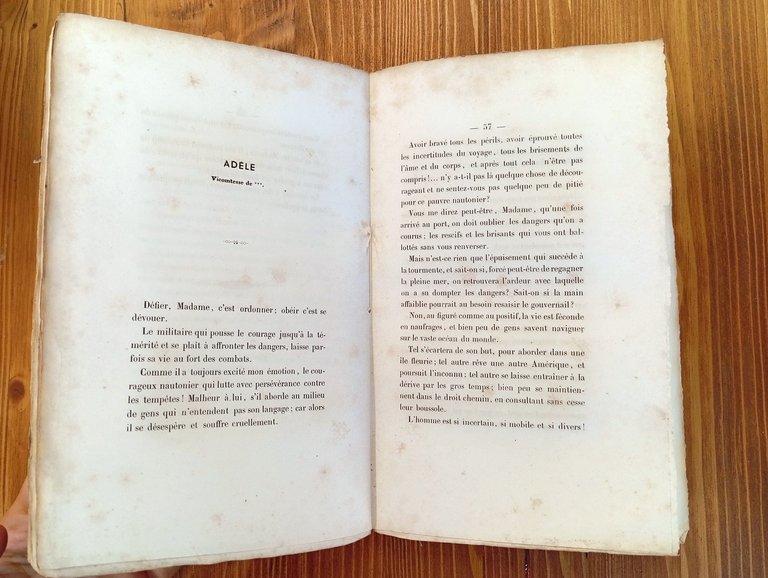 ADÈLE
Vicomtesse de ***.
Défier, Madame, c'est ordonner; obéir c'est se
dévouer.
Le militaire qui pousse le courage jusqu'à la té-
mérité et se plaît à affronter les dangers, laisse par-
fois sa vie au fort des combats.
Comme il a toujours excité mon émotion, le cou-
rageux nautonier qui lutte avec persévérance contre
les tempêtes! Malheur à lui, s'il aborde au milieu
de gens qui n'entendent pas son langage; car alors
il se désespère et souffre cruellement.
— 57 —
Avoir bravé tous les périls, avoir éprouvé toutes
les incertitudes du voyage, tous les brisements de
l'âme et du corps, et après tout cela n'être pas
compris!... n'y a-t-il pas là quelque chose de décou-
rageant et ne sentez-vous pas quelque peu de pitié
pour ce pauvre nautonier?
Vous me direz peut-être, Madame, qu'une fois
arrivé au port, on doit oublier les dangers qu'on a
courus; les rescifs et les brisants qui vous ont bal-
lottés sans vous renverser.
Mais n'est-ce rien que l'épuisement qui succède à
la tourmente, et sait-on si, forcé peut-être de regagner
la pleine mer, on retrouvera l'ardeur avec laquelle
on a su dompter les dangers? Sait-on si la main
affaiblie pourrait au besoin resaisir le gouvernail?
Non, au figuré comme au positif, la vie est féconde
en naufrages, et bien peu de gens savent naviguer
sur le vaste océan du monde.
Tel s'écartera de son but, pour aborder dans une
île fleurie; tel autre rêve une autre Amérique, et
poursuit l'inconnu; tel autre se laisse entrainer à la
dérive par les gros temps; bien peu se maintien-
nent dans le droit chemin, en consultant sans cesse
leur boussole.
L'homme est si incertain, si mobile et si divers!